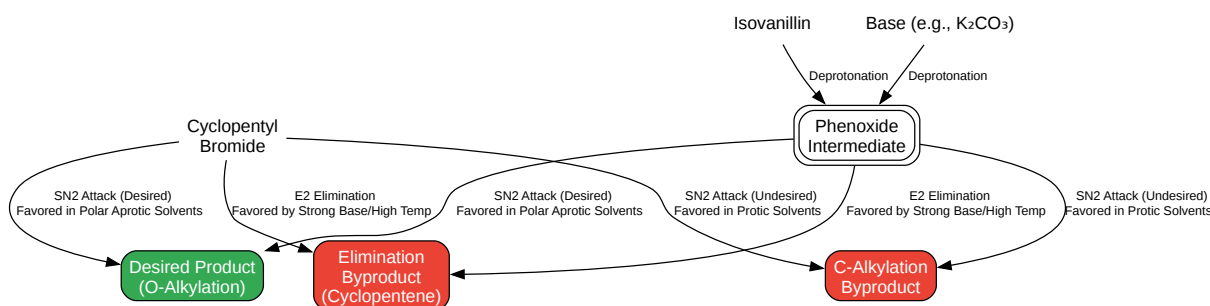 Isovanillin
Base (e.g., K₂CO₃)
Deprotonation
Deprotonation
Cyclopentyl
Bromide
Phenoxide
Intermediate
SN2 Attack (Desired)
Favored in Polar Aprotic Solvents
E2 Elimination
Favored by Strong Base/High Temp
SN2 Attack (Desired)
Favored in Polar Aprotic Solvents
SN2 Attack (Undesired)
Favored in Protic Solvents
E2 Elimination
Favored by Strong Base/High Temp
SN2 Attack (Undesired)
Favored in Protic Solvents
Desired Product
(O-Alkylation)
Elimination
Byproduct
(Cyclopentene)
C-Alkylation
Byproduct